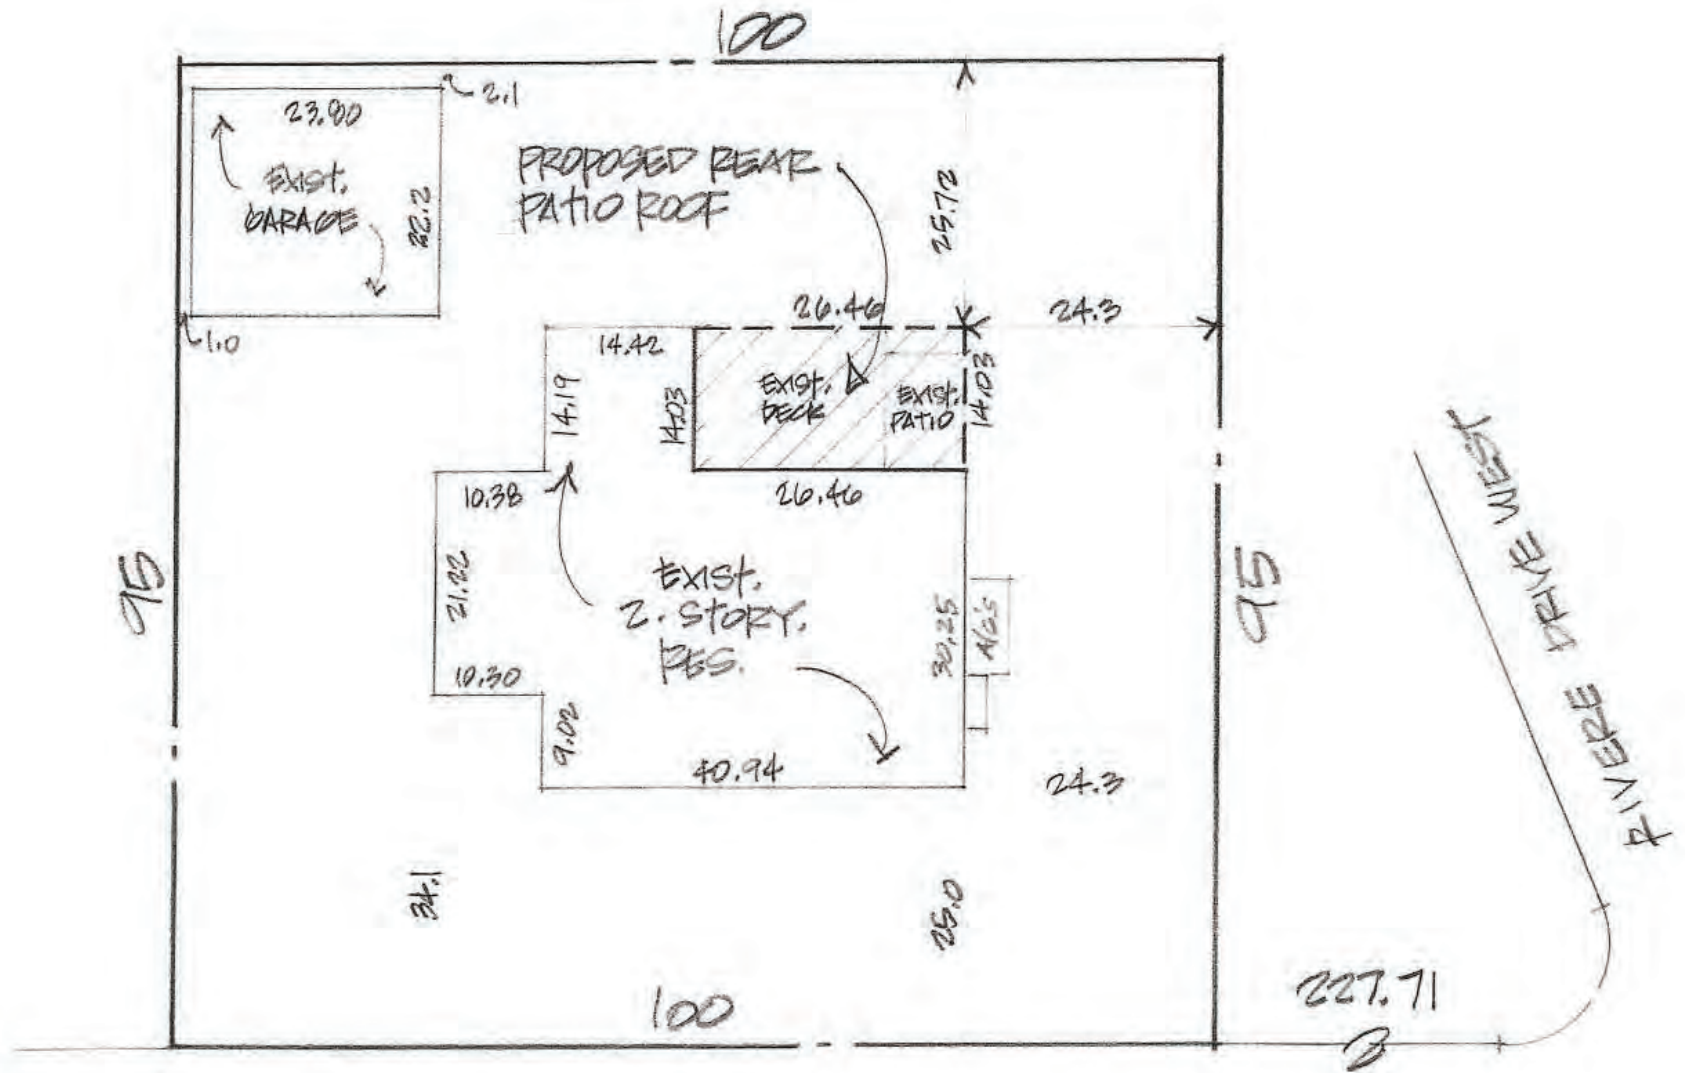 100
2.1
23.80
EXIST.
GARAGE
22.2
1.0
PROPOSED REAR
PATIO ROOF
25.72
26.46
24.3
14.42
14.19
14.03
EXIST.
DECK
EXIST.
PATIO
14.03
10.38
26.46
95
21.22
EXIST.
2. STORY.
RES.
30.25
A/C'S
95
10.30
9.02
40.94
24.3
34.1
25.0
100
227.71
RIVERE DRIVE WEST